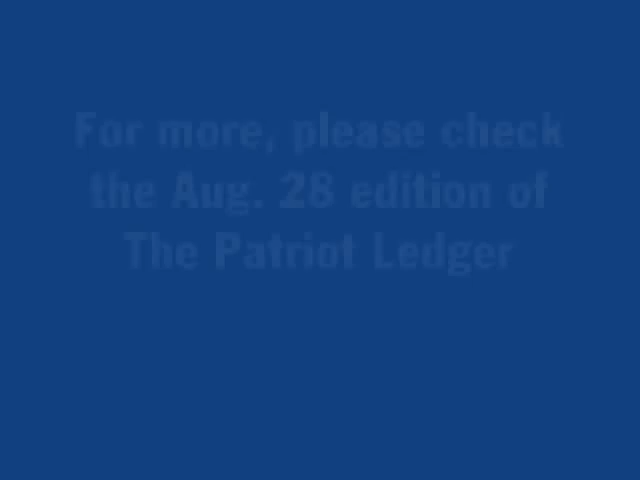 For more, please check
the Aug. 28 edition of
The Patriot Ledger